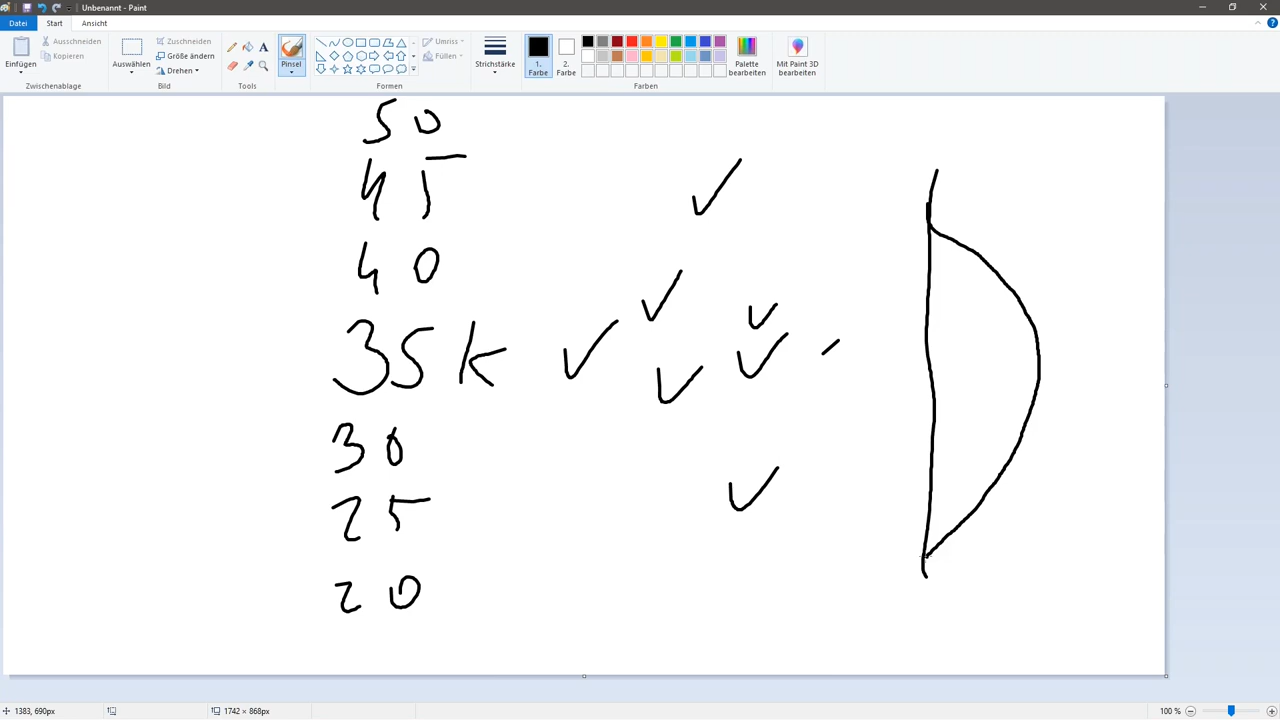 Unbenannt - Paint
Datei Start Ansicht
Einfügen
Ausschneiden
Kopieren
Zwischenablage
Auswählen
Zuschneiden
Größe ändern
Drehen
Bild
A
Tools
Pinsel
Umriss
Füllen
Formen
Strichstärke
1. Farbe
2. Farbe
Palette bearbeiten
Farben
Mit Paint 3D bearbeiten
50
45
40
35k
30
25
20
1383, 690px 1742 × 868px 100 %